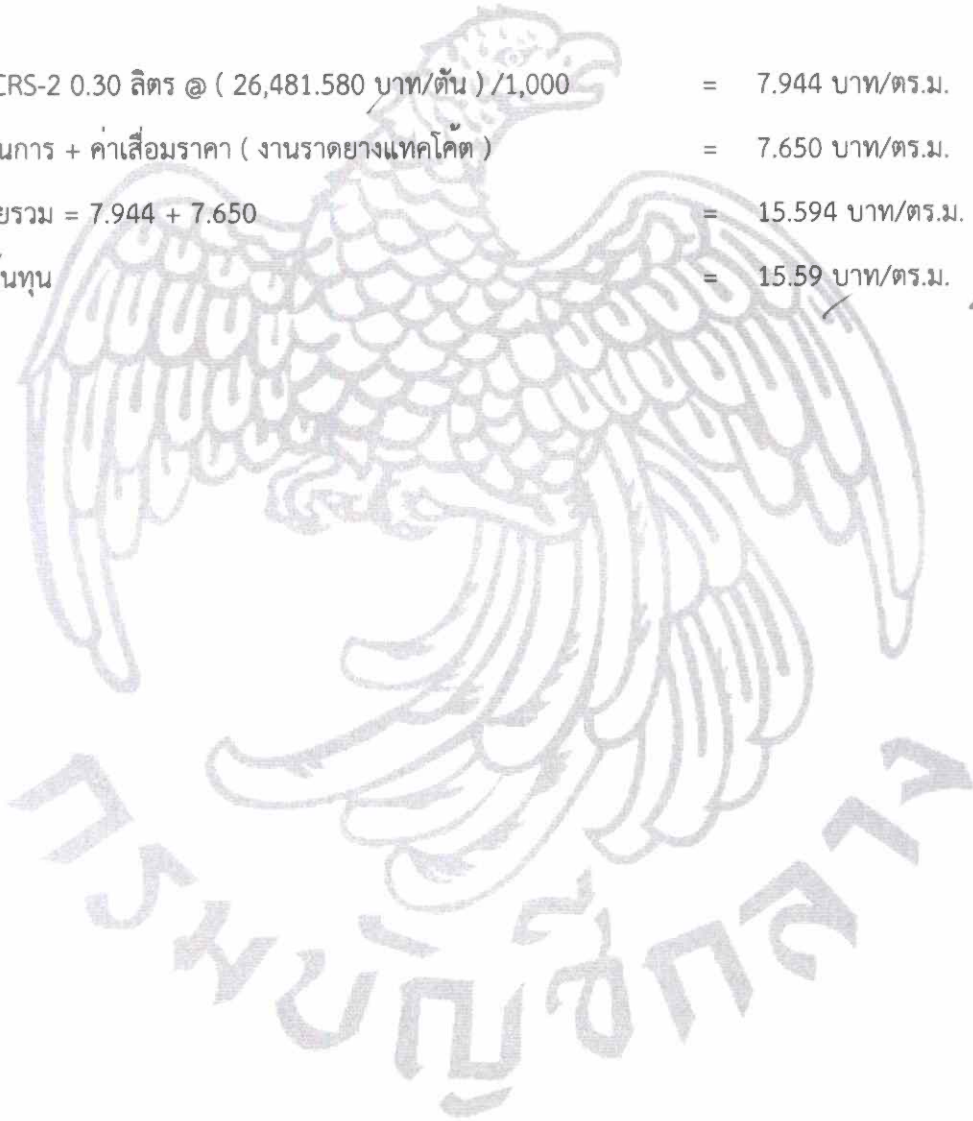 CRS-2 0.30 ลิตร @ ( 26,481.580 บาท/ตัน ) /1,000 = 7.944 บาท/ตร.ม.
นการ + ค่าเสื่อมราคา ( งานราดยางแทคโค้ต ) = 7.650 บาท/ตร.ม.
ยรวม = 7.944 + 7.650 = 15.594 บาท/ตร.ม.
นทุน = 15.59 บาท/ตร.ม.
กรมบัญชีกลาง